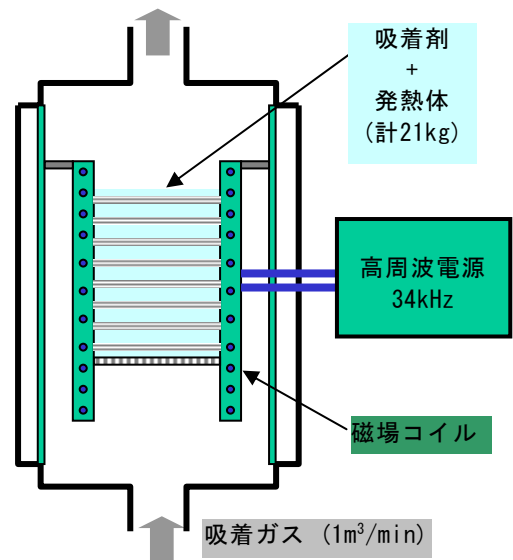 吸着剤
+
発熱体
(計21kg)
高周波電源
34kHz
磁場コイル
吸着ガス (1m³/min)